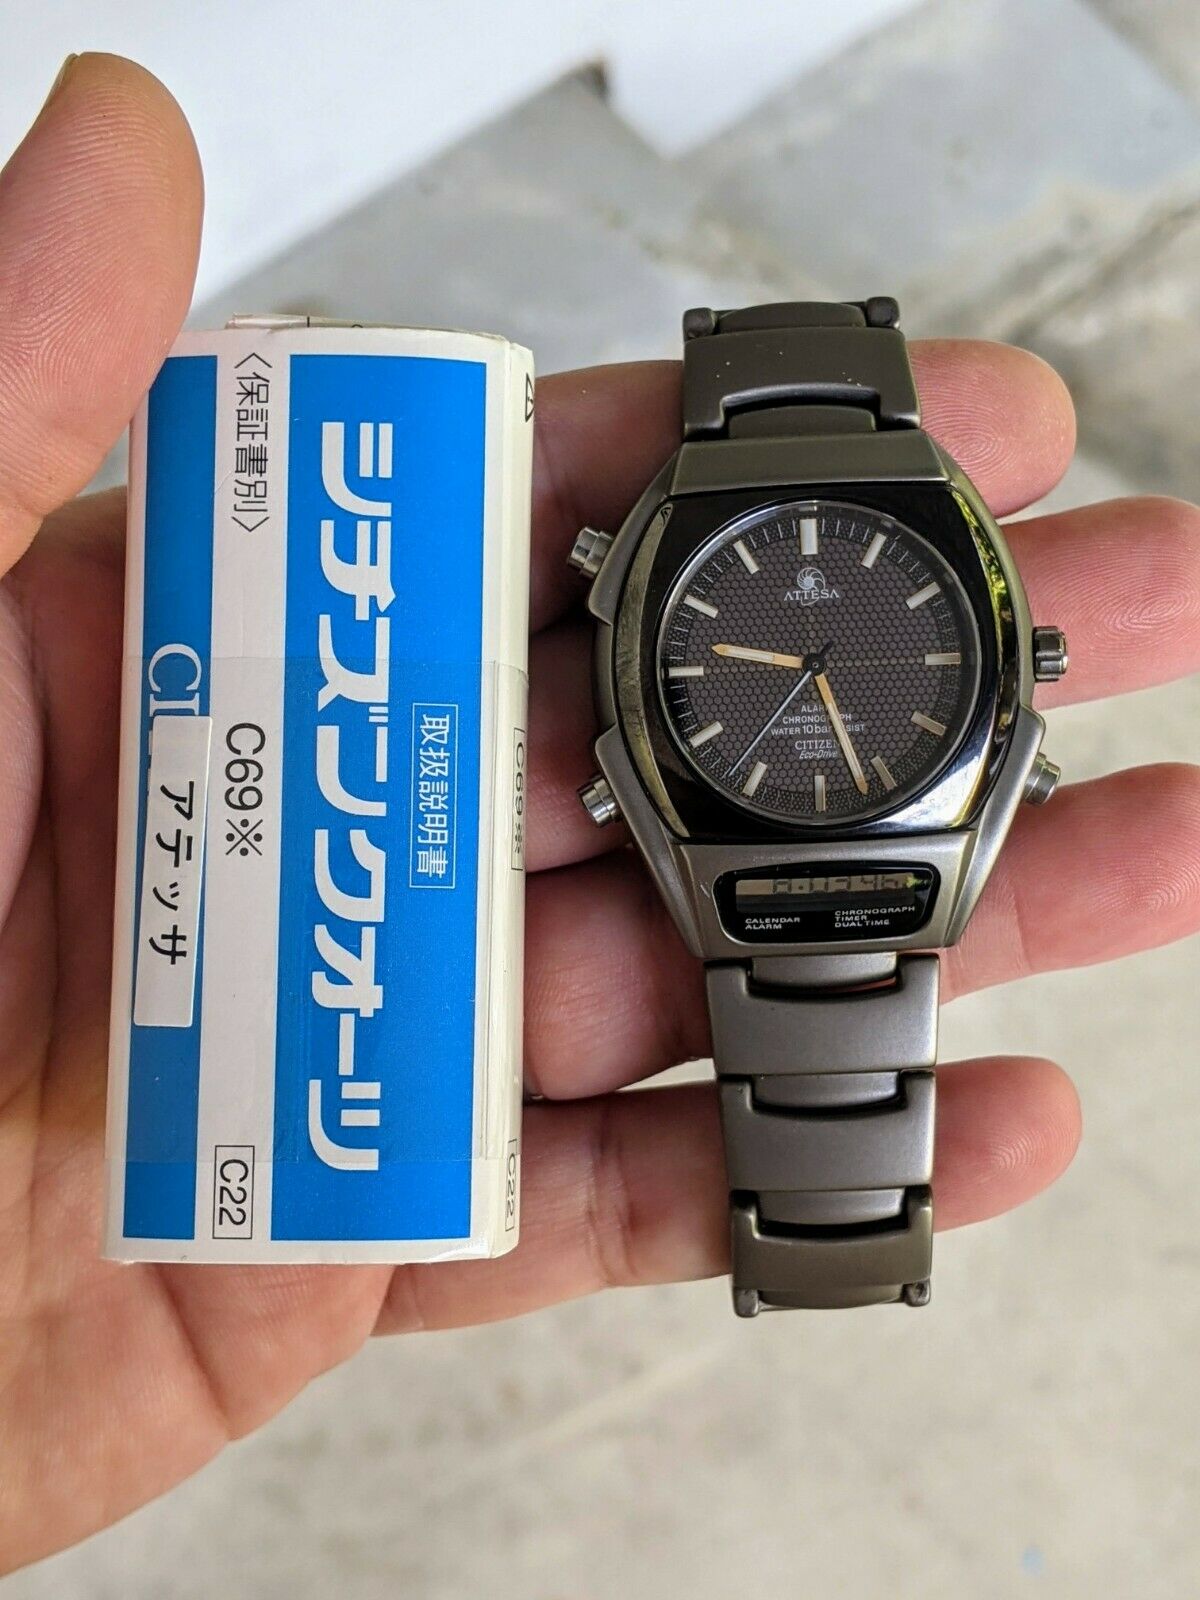 シチズンクオーツ
取扱説明書
〈保証書別〉
C69※
C22
アテッサ
C69※
C22
ATTESA
CHRONOGRAPH
WATER 10bar RESIST
CITIZEN
Eco-Drive
CALENDAR
ALARM
CHRONOGRAPH
TIMER
DUAL TIME